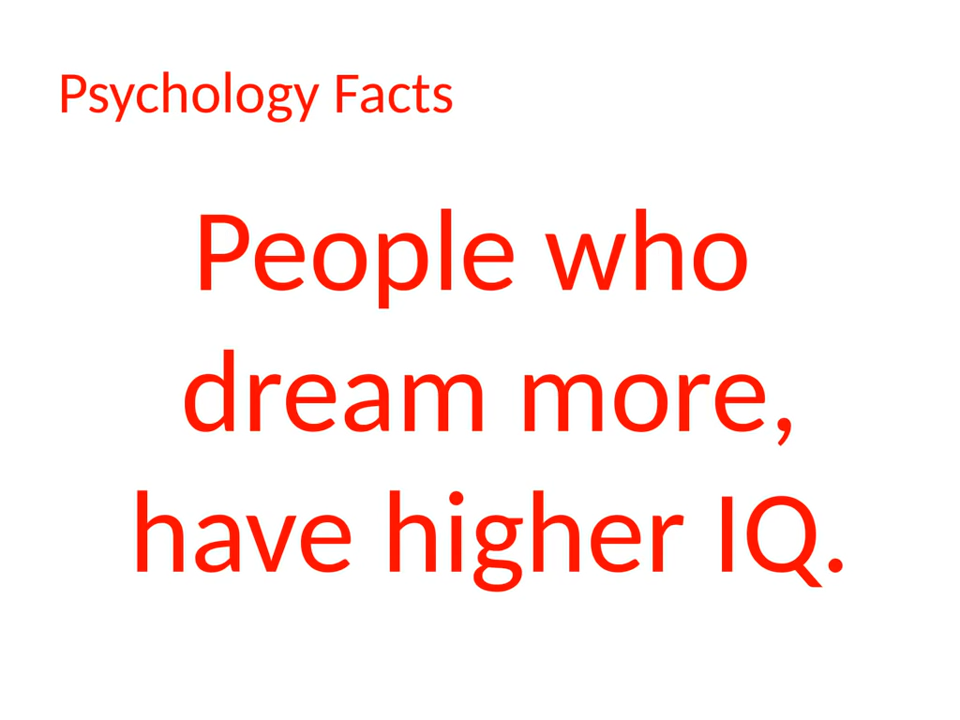 Psychology Facts
People who
dream more,
have higher IQ.